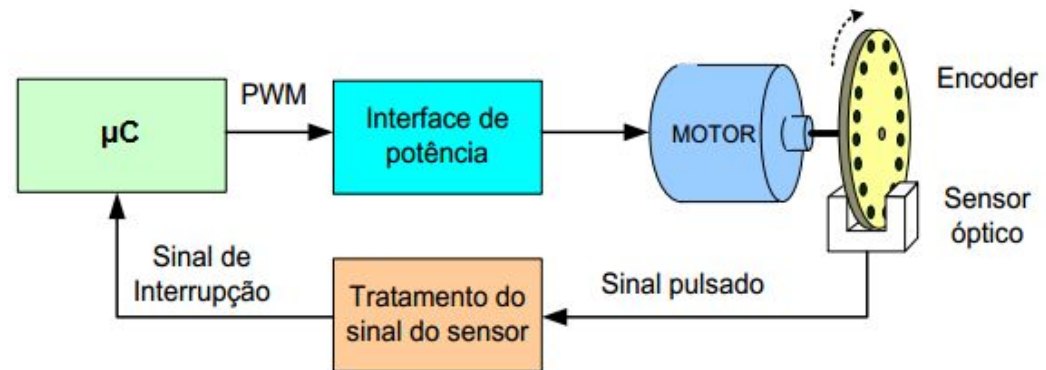 µC
PWM
Interface de
potência
MOTOR
Encoder
Sensor
óptico
Sinal pulsado
Tratamento do
sinal do sensor
Sinal de
Interrupção